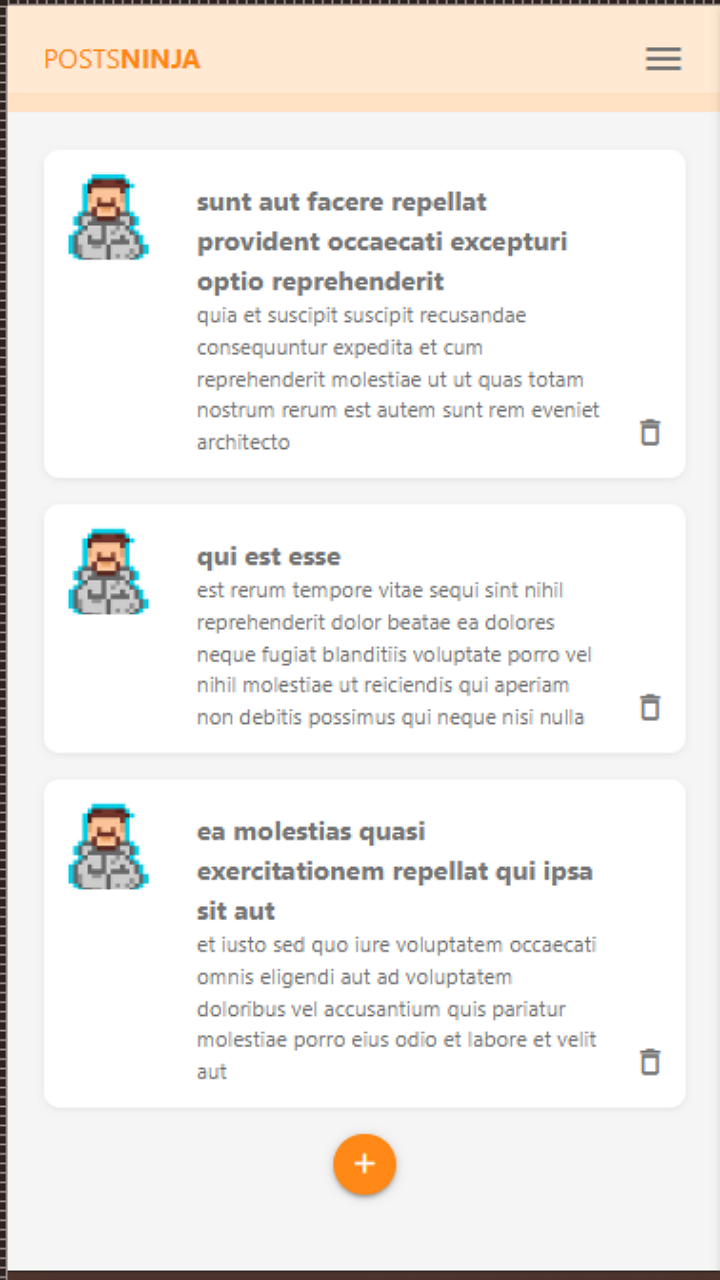 POSTSNINJA
sunt aut facere repellat
provident occaecati excepturi
optio reprehenderit
quia et suscipit suscipit recusandae
consequuntur expedita et cum
reprehenderit molestiae ut ut quas totam
nostrum rerum est autem sunt rem eveniet
architecto
qui est esse
est rerum tempore vitae sequi sint nihil
reprehenderit dolor beatae ea dolores
neque fugiat blanditiis voluptate porro vel
nihil molestiae ut reiciendis qui aperiam
non debitis possimus qui neque nisi nulla
ea molestias quasi
exercitationem repellat qui ipsa
sit aut
et iusto sed quo iure voluptatem occaecati
omnis eligendi aut ad voluptatem
doloribus vel accusantium quis pariatur
molestiae porro eius odio et labore et velit
aut
+